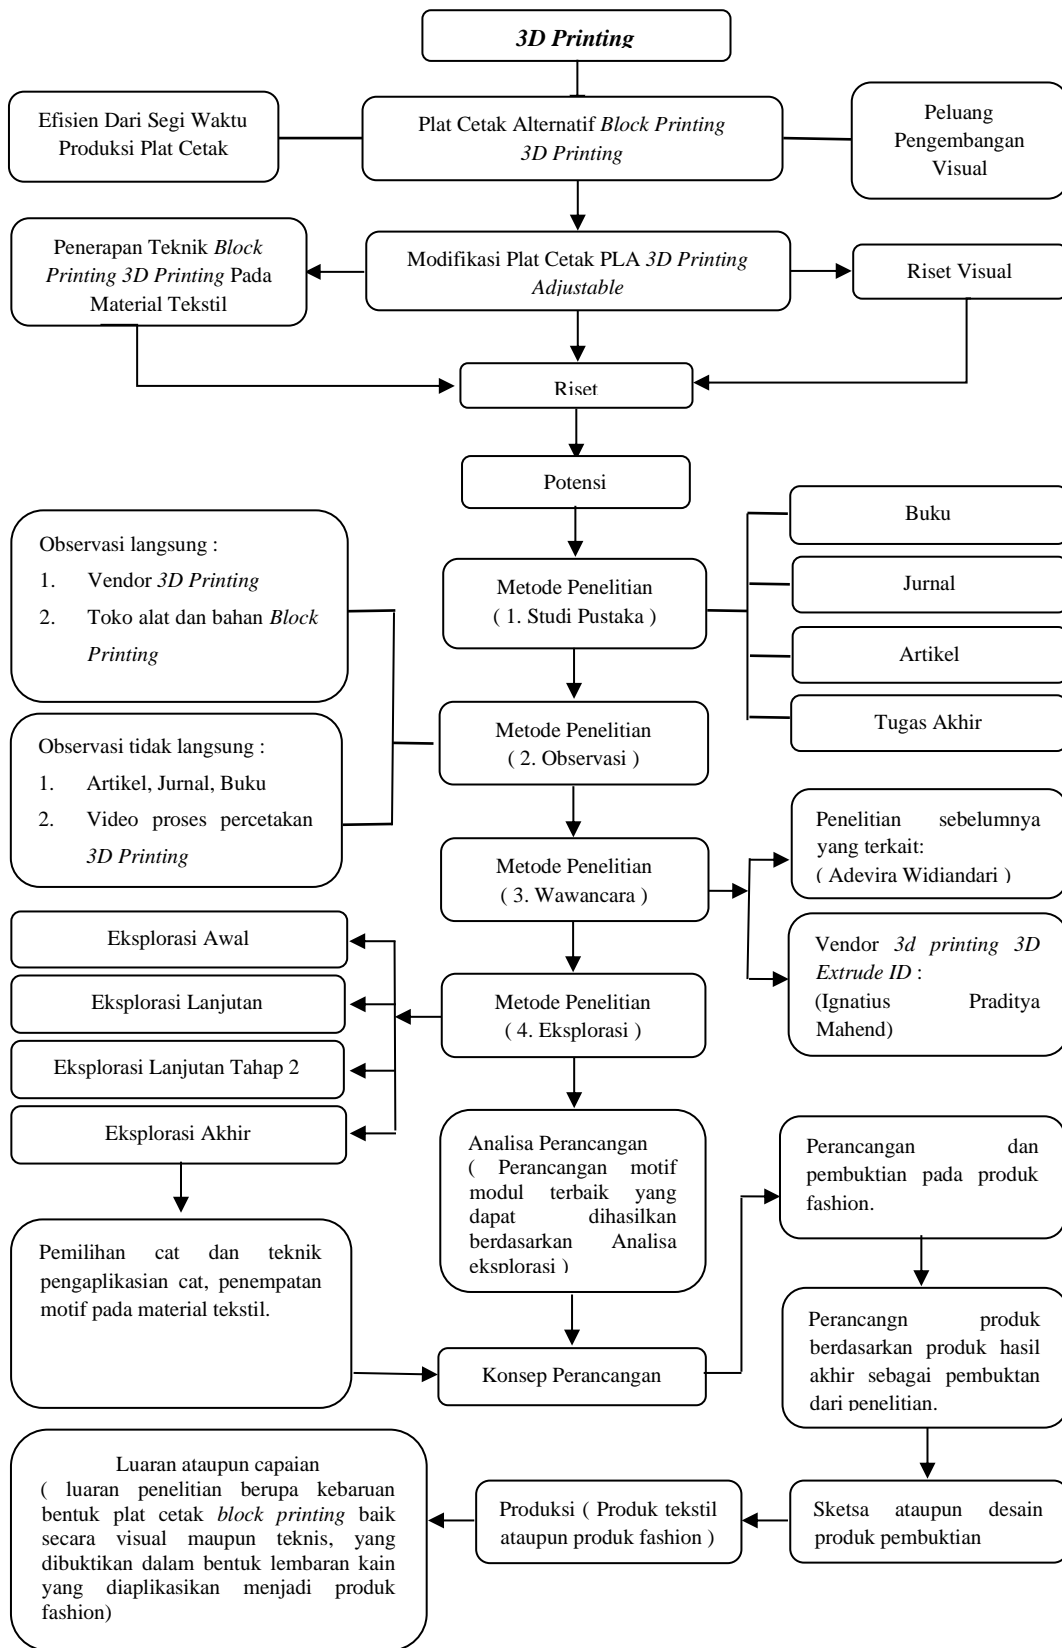 3D Printing
Efisien Dari Segi Waktu
Produksi Plat Cetak
Plat Cetak Alternatif Block Printing
3D Printing
Peluang
Pengembangan
Visual
Penerapan Teknik Block
Printing 3D Printing Pada
Material Tekstil
Modifikasi Plat Cetak PLA 3D Printing
Adjustable
Riset Visual
Riset
Potensi
Observasi langsung :
1. Vendor 3D Printing
2. Toko alat dan bahan Block
Printing
Metode Penelitian
( 1. Studi Pustaka )
Buku
Jurnal
Artikel
Tugas Akhir
Observasi tidak langsung :
1. Artikel, Jurnal, Buku
2. Video proses percetakan
3D Printing
Metode Penelitian
( 2. Observasi )
Metode Penelitian
( 3. Wawancara )
Penelitian sebelumnya
yang terkait:
( Adevira Widiandari )
Vendor 3d printing 3D
Extrude ID :
(Ignatius Praditya
Mahend)
Eksplorasi Awal
Eksplorasi Lanjutan
Eksplorasi Lanjutan Tahap 2
Eksplorasi Akhir
Metode Penelitian
( 4. Eksplorasi )
Analisa Perancangan
( Perancangan motif
modul terbaik yang
dapat dihasilkan
berdasarkan Analisa
eksplorasi )
Perancangan dan
pembuktian pada produk
fashion.
Pemilihan cat dan teknik
pengaplikasian cat, penempatan
motif pada material tekstil.
Konsep Perancangan
Perancangn produk
berdasarkan produk hasil
akhir sebagai pembuktan
dari penelitian.
Luaran ataupun capaian
( luaran penelitian berupa kebaruan
bentuk plat cetak block printing baik
secara visual maupun teknis, yang
dibuktikan dalam bentuk lembaran kain
yang diaplikasikan menjadi produk
fashion)
Produksi ( Produk tekstil
ataupun produk fashion )
Sketsa ataupun desain
produk pembuktian